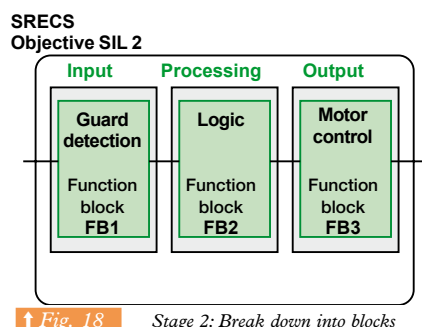 SRECS
Objective SIL 2
Input Processing Output
Guard
detection
Function
block
FB1
Logic
Function
block
FB2
Motor
control
Function
block
FB3
↑ Fig. 18 Stage 2: Break down into blocks